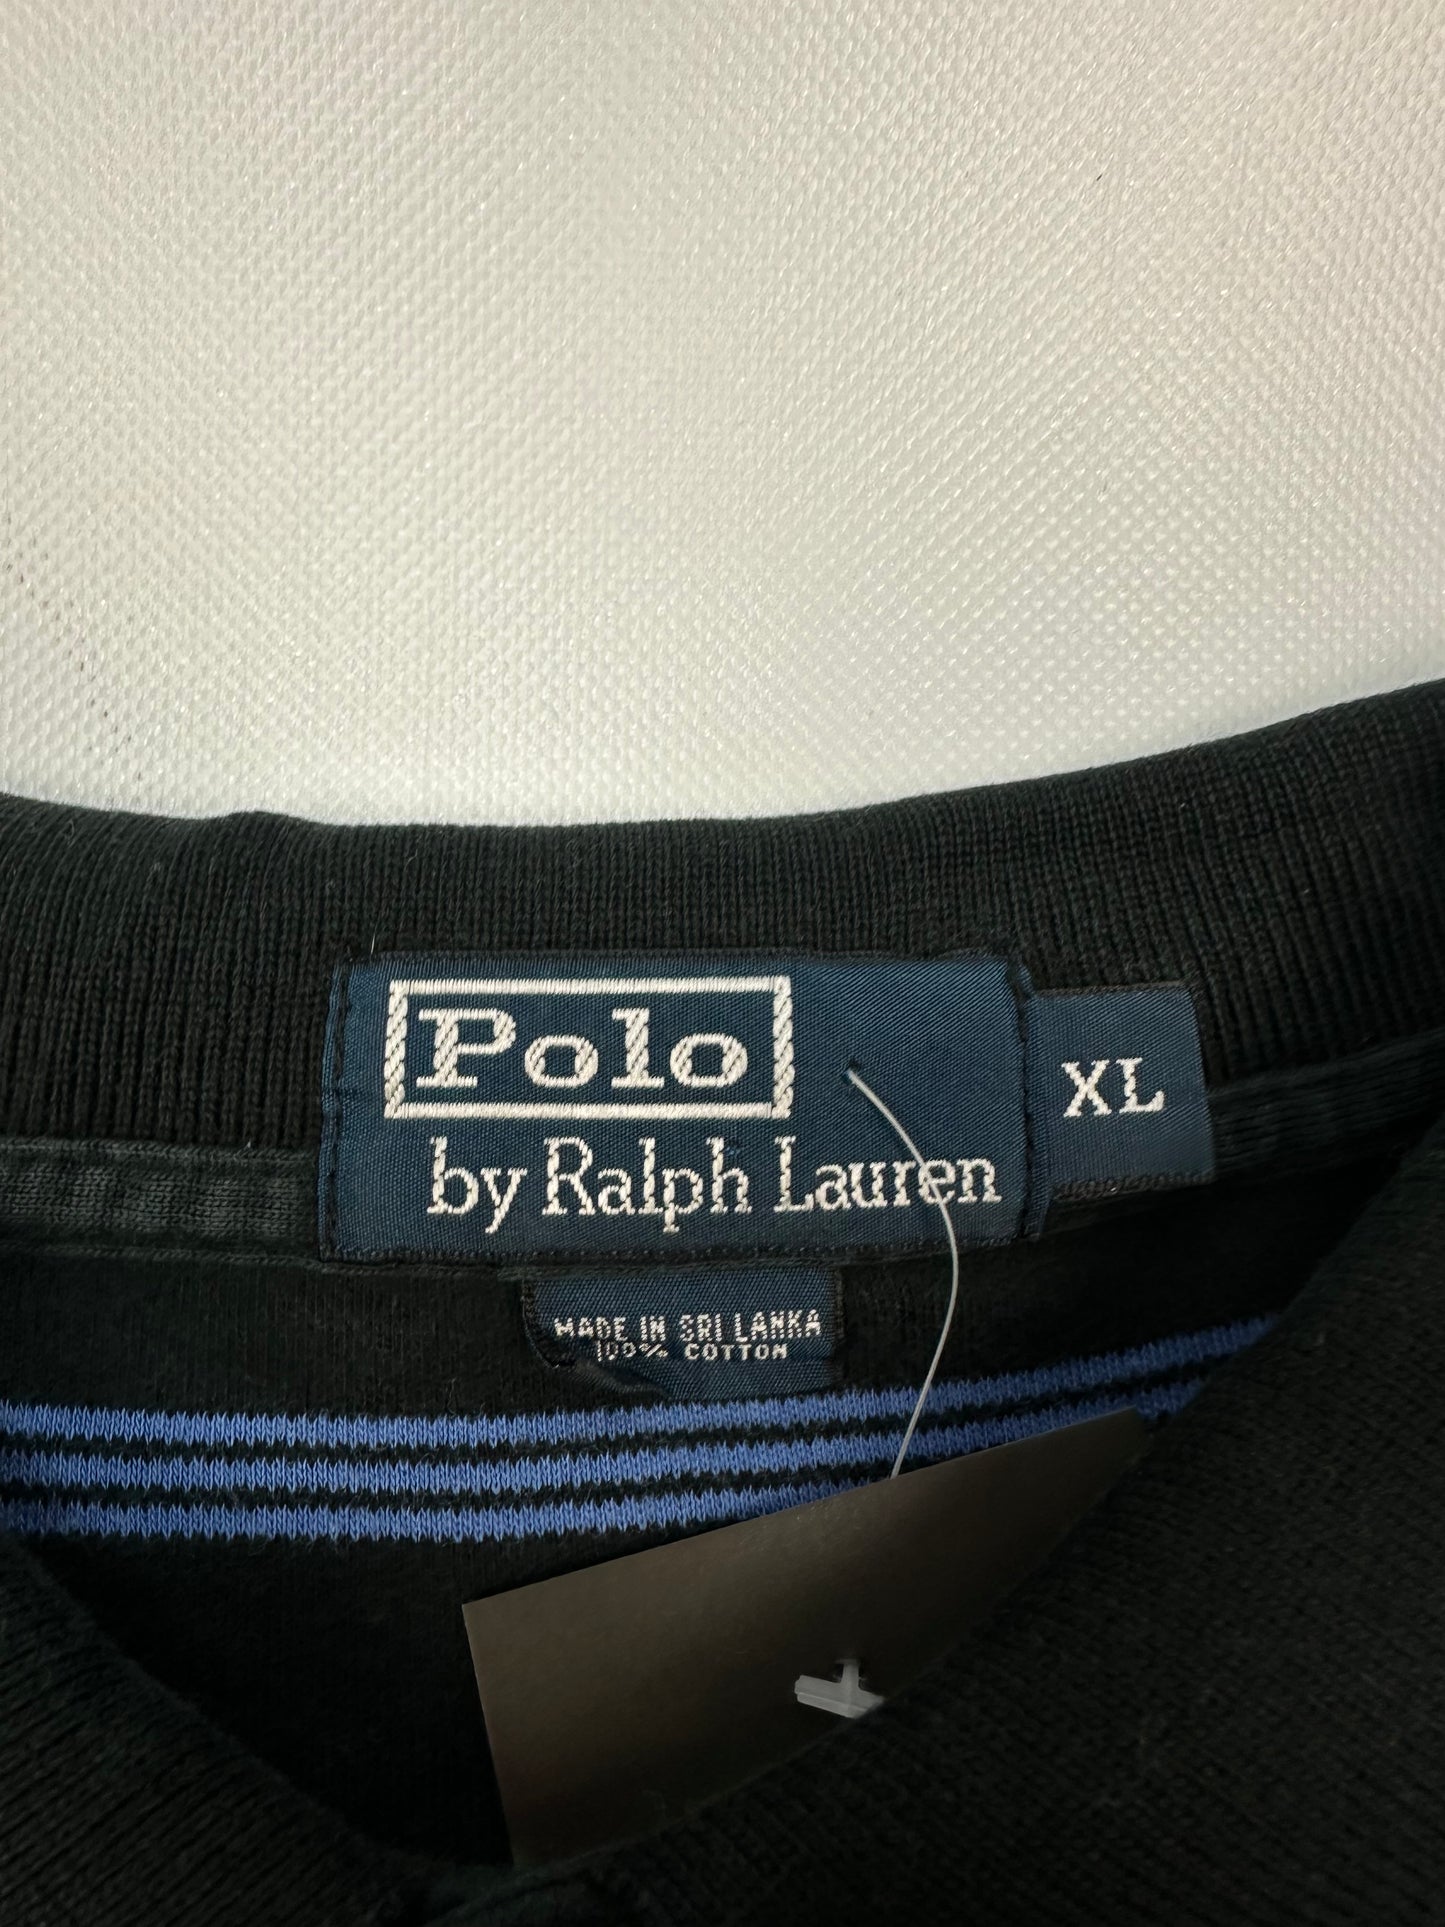 Polo
by Ralph Lauren
XL
MADE IN SRI LANKA
100% COTTON